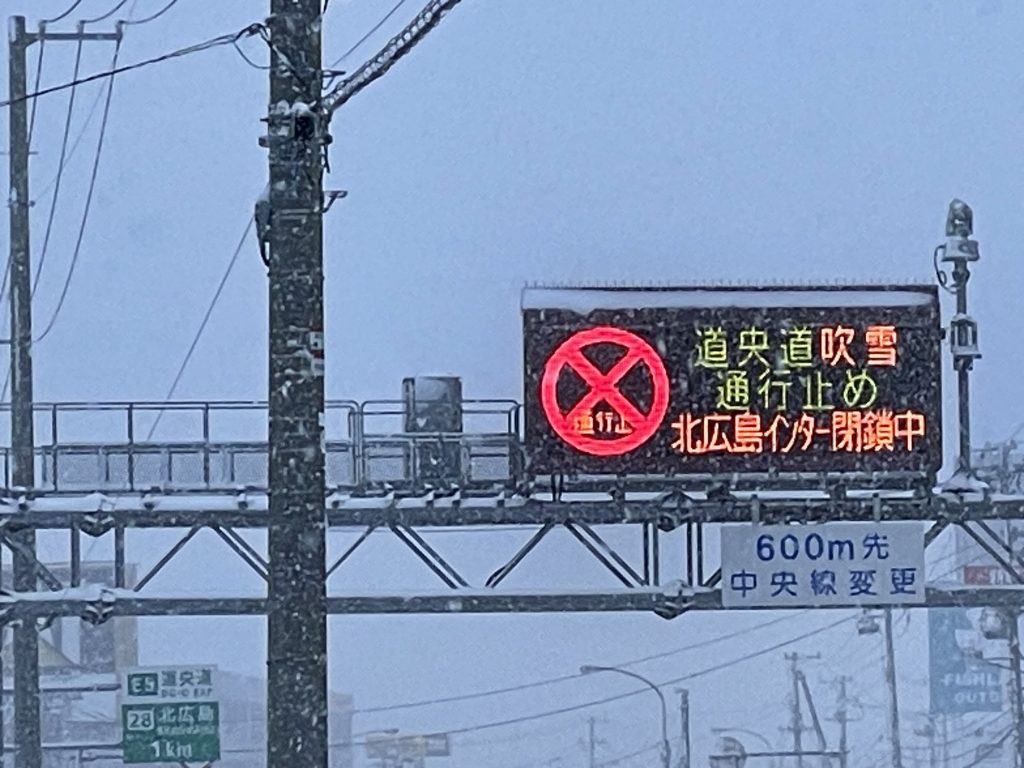 道央道吹雪
通行止め
北広島インター閉鎖中
通行止
600m先
中央線変更
E5 道央道
DO-O EXP
28 北広島
1km